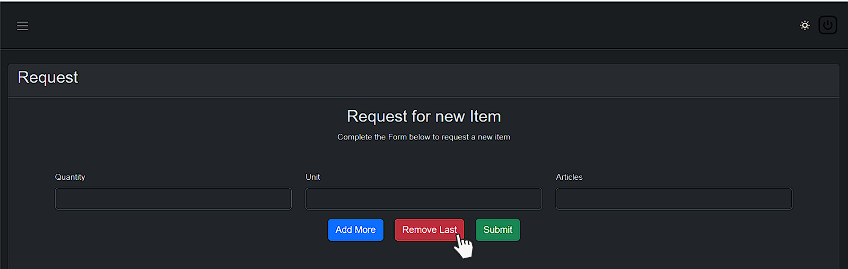 Request
Request for new Item
Complete the Form below to request a new item
Quantity Unit Articles
Add More Remove Last Submit